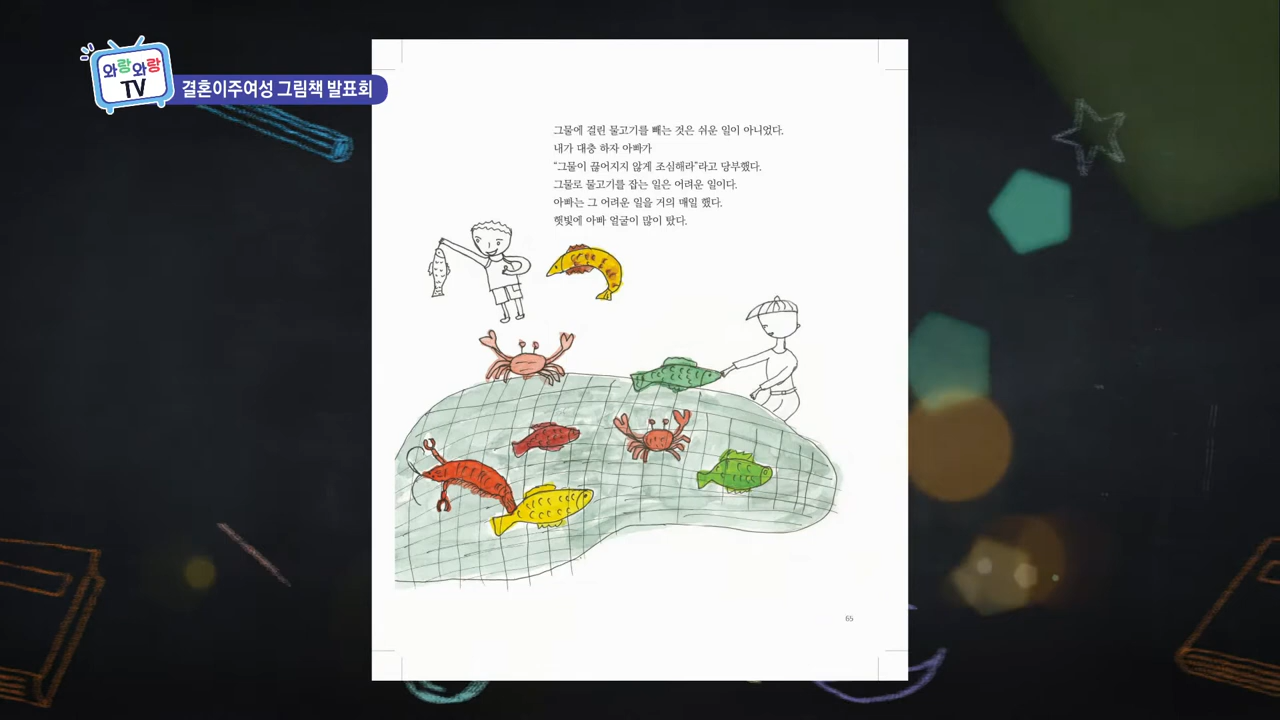 와랑와랑
TV
결혼이주여성 그림책 발표회
그물에 걸린 물고기를 빼는 것은 쉬운 일이 아니었다.
내가 대충 하자 아빠가
“그물이 끊어지지 않게 조심해라”라고 당부했다.
그물로 물고기를 잡는 일은 어려운 일이다.
아빠는 그 어려운 일을 거의 매일 했다.
햇빛에 아빠 얼굴이 많이 탔다.
65